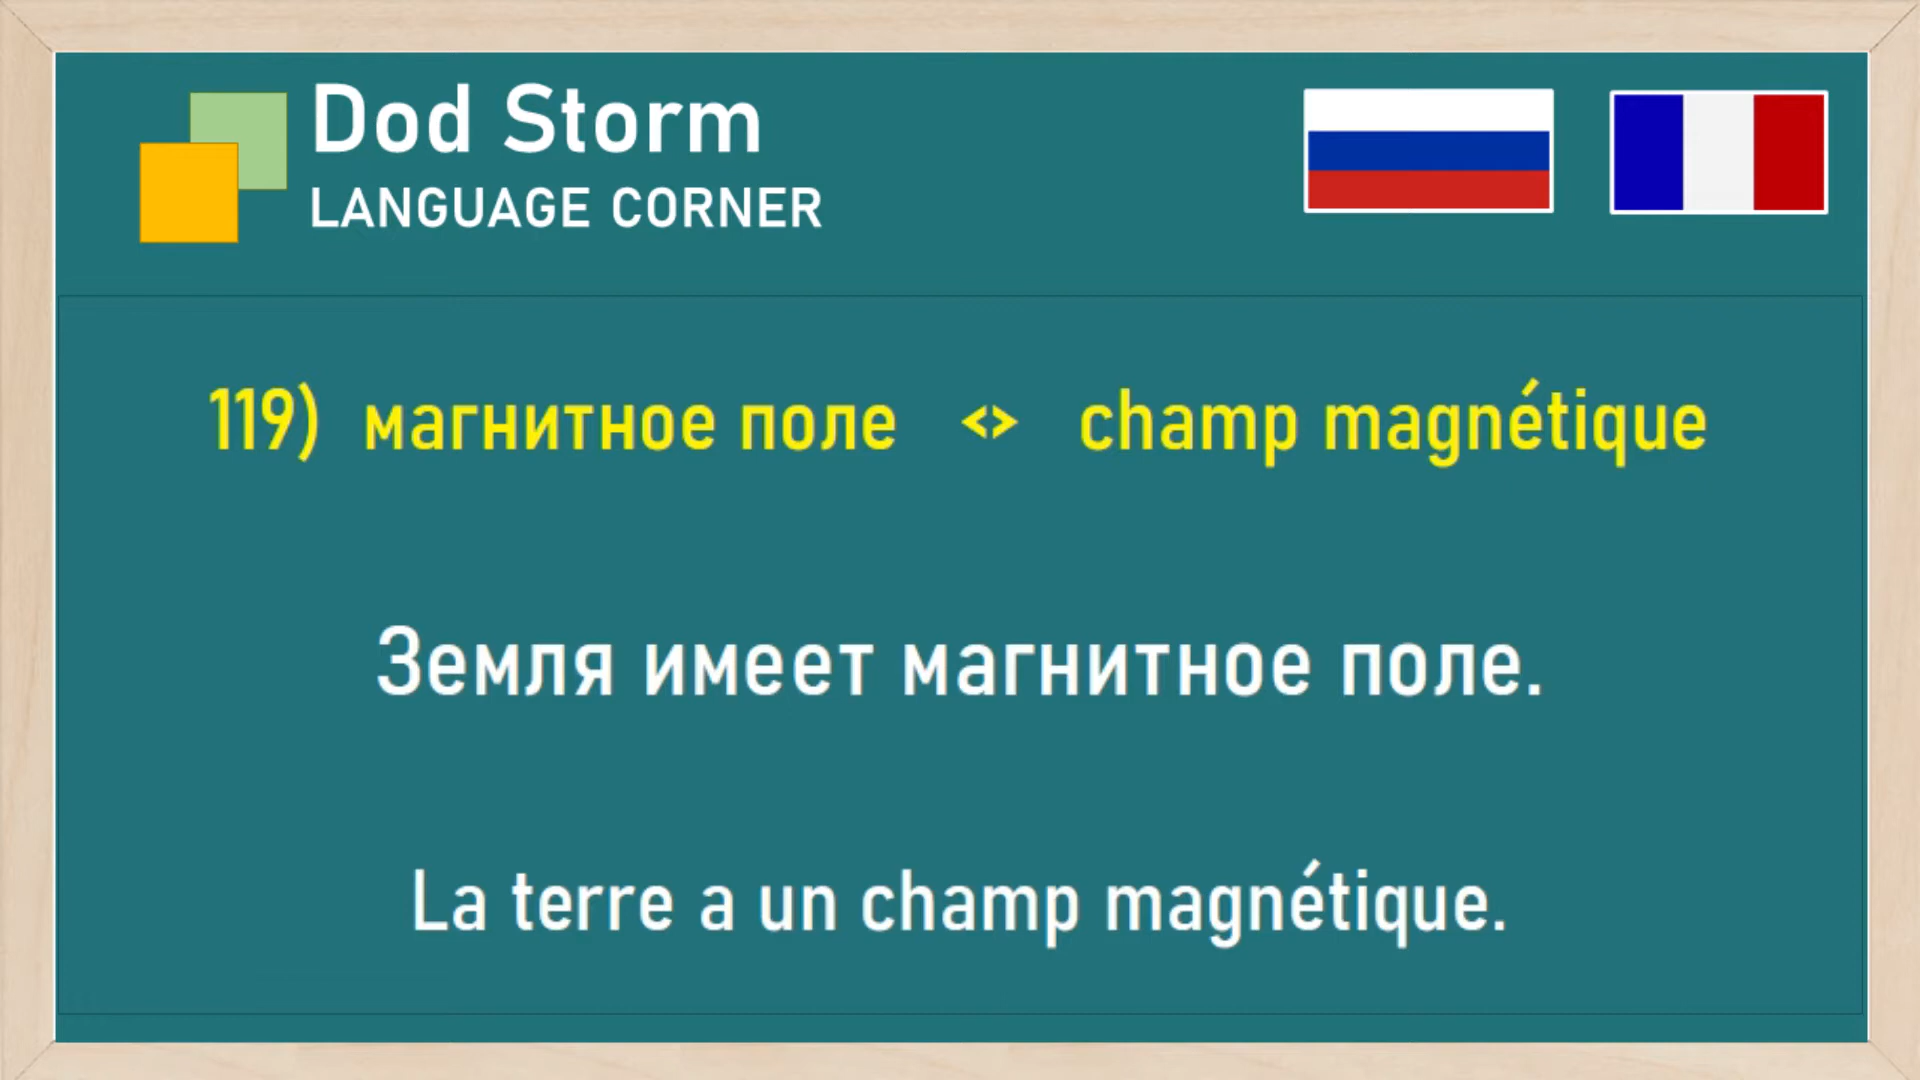 Dod Storm
LANGUAGE CORNER
119) магнитное поле <> champ magnétique
Земля имеет магнитное поле.
La terre a un champ magnétique.